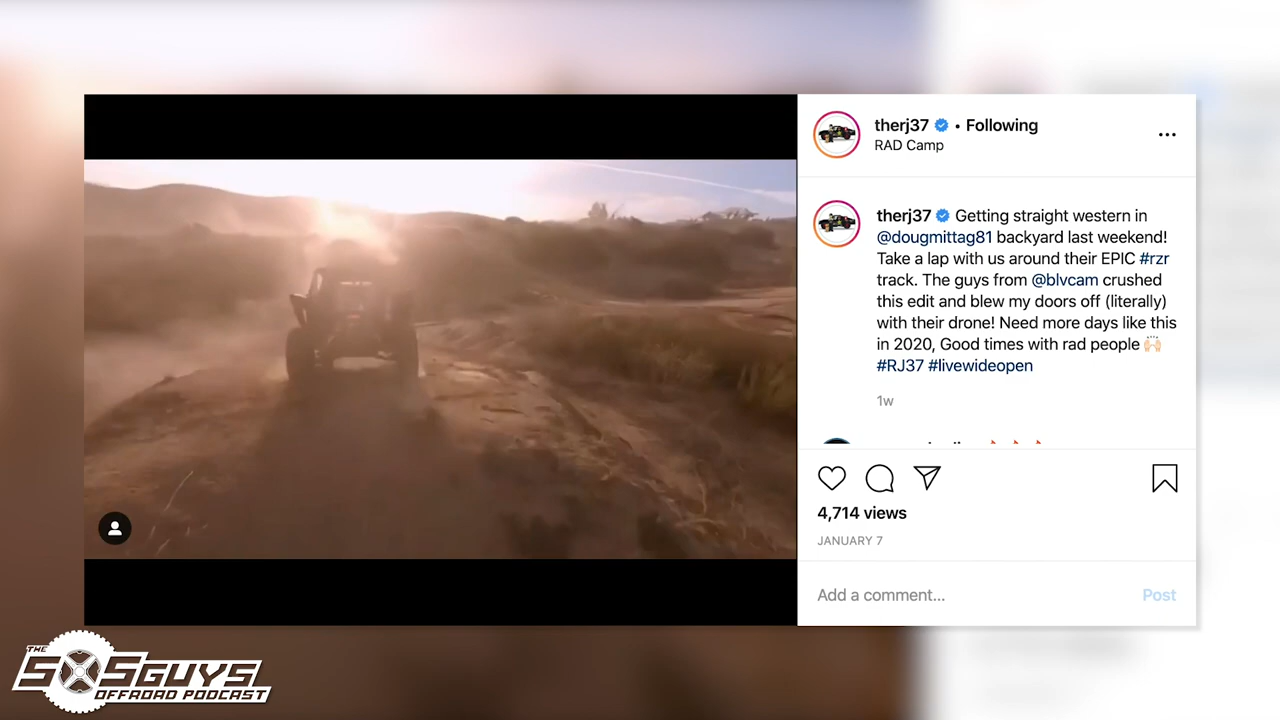 therj37 • Following
RAD Camp
therj37 Getting straight western in
@dougmittag81 backyard last weekend!
Take a lap with us around their EPIC #rzr
track. The guys from @blvcam crushed
this edit and blew my doors off (literally)
with their drone! Need more days like this
in 2020, Good times with rad people 🙌🏻
#RJ37 #livewideopen
1w
4,714 views
JANUARY 7
Add a comment... Post
THE
SXSGUYS
OFFROAD PODCAST